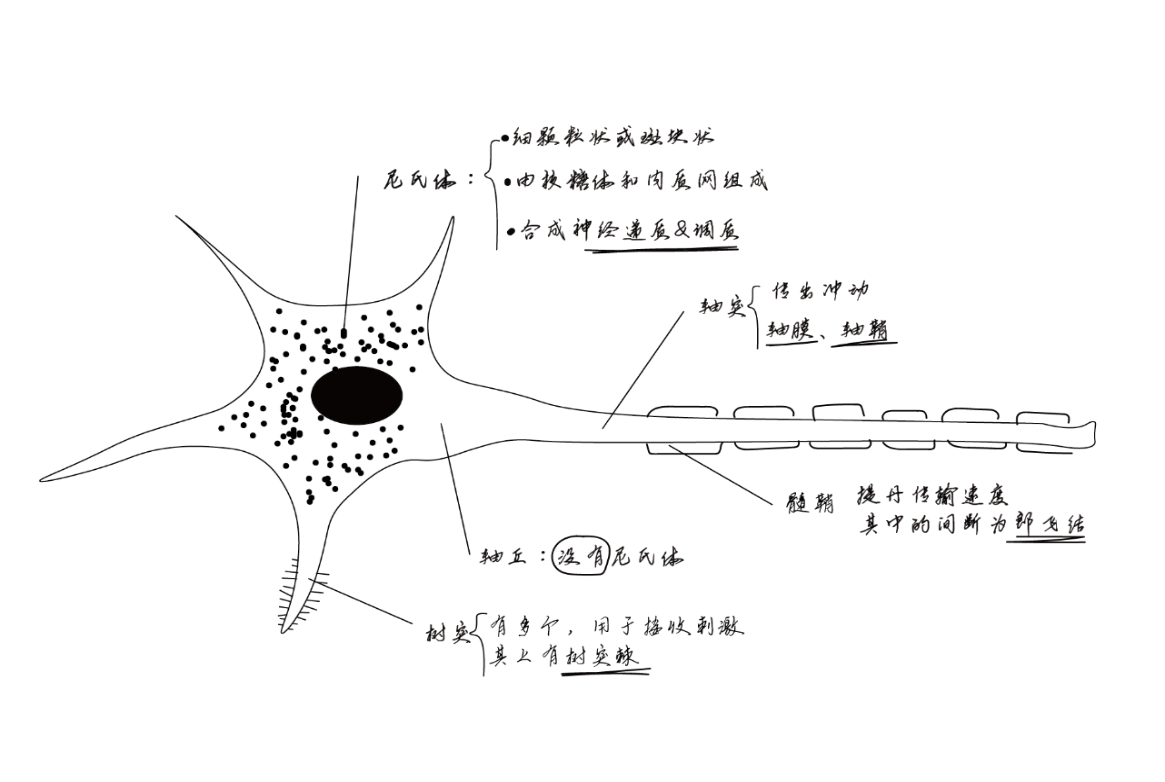 尼氏体：
•细颗粒状或斑块状
•由核糖体和内质网组成
•合成神经递质&调质
轴突
传出冲动
轴膜、轴鞘
髓鞘 提升传输速度
其中的间断为郎飞结
轴丘：没有尼氏体
树突
有多个，用于接收刺激
其上有树突棘